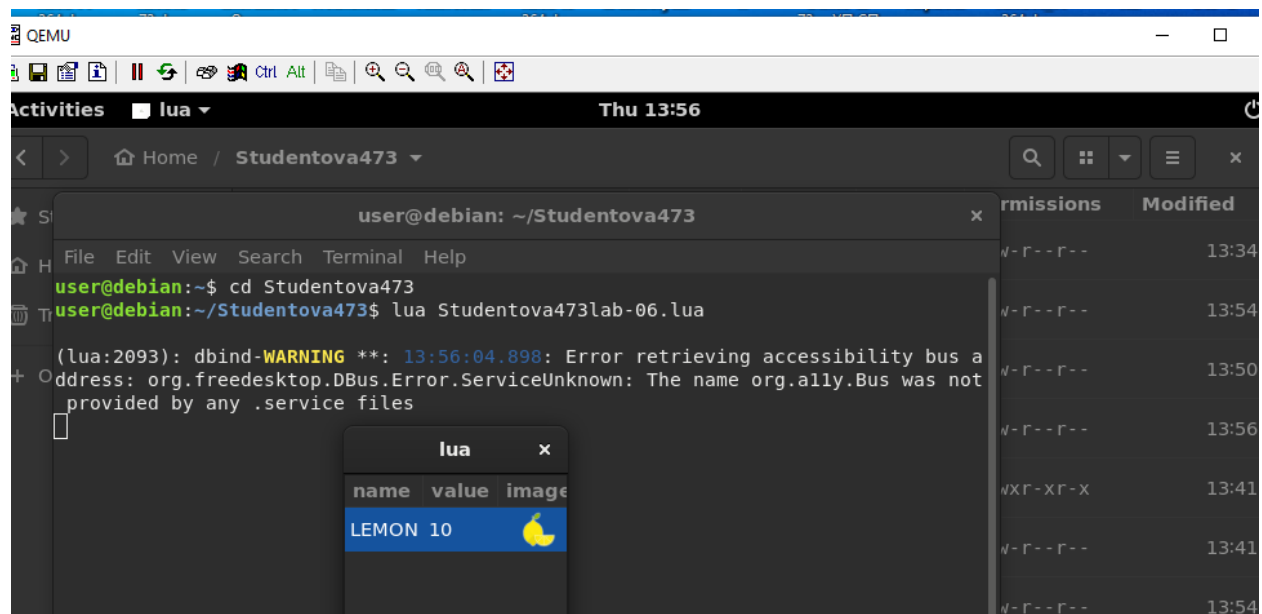 QEMU
Ctrl Alt
Activities lua Thu 13:56
Home / Studentova473
user@debian: ~/Studentova473
Modified
File Edit View Search Terminal Help
user@debian:~$ cd Studentova473
user@debian:~/Studentova473$ lua Studentova473lab-06.lua
(lua:2093): dbind-WARNING **: 13:56:04.898: Error retrieving accessibility bus a
ddress: org.freedesktop.DBus.Error.ServiceUnknown: The name org.a11y.Bus was not
provided by any .service files
lua
name value image
LEMON 10
rmissions
w-r--r-- 13:34
w-r--r-- 13:54
w-r--r-- 13:50
w-r--r-- 13:56
wxr-xr-x 13:41
w-r--r-- 13:41
w-r--r-- 13:54